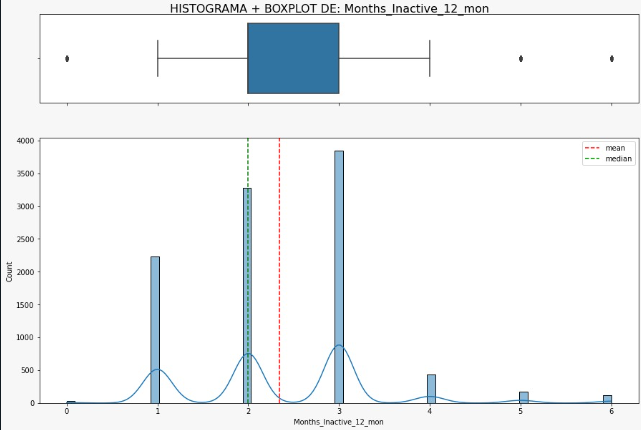 HISTOGRAMA + BOXPLOT DE: Months_Inactive_12_mon
4000
3500
3000
2500
2000
1500
1000
500
0
Count
mean
median
0 1 2 3 4 5 6
Months_Inactive_12_mon